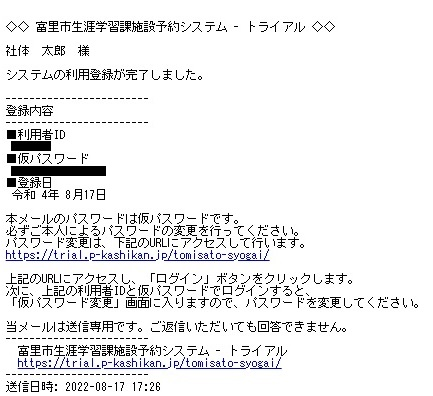 ◇◇ 富里市生涯学習課施設予約システム - トライアル ◇◇
社体 太郎 様
システムの利用登録が完了しました。
------------------------
登録内容
------------------------
■利用者ID
■仮パスワード
■登録日
令和 4年 8月17日
本メールのパスワードは仮パスワードです。
必ずご本人によるパスワードの変更を行ってください。
パスワード変更は、下記のURLにアクセスして行います。
https://trial.p-kashikan.jp/tomisato-syogai/
上記のURLにアクセスし、「ログイン」ボタンをクリックします。
次に、上記の利用者IDと仮パスワードでログインすると、
「仮パスワード変更」画面に入りますので、パスワードを変更してください。
当メールは送信専用です。ご返信いただいても回答できません。
------------------------
富里市生涯学習課施設予約システム - トライアル
https://trial.p-kashikan.jp/tomisato-syogai/
------------------------
送信日時: 2022-08-17 17:26